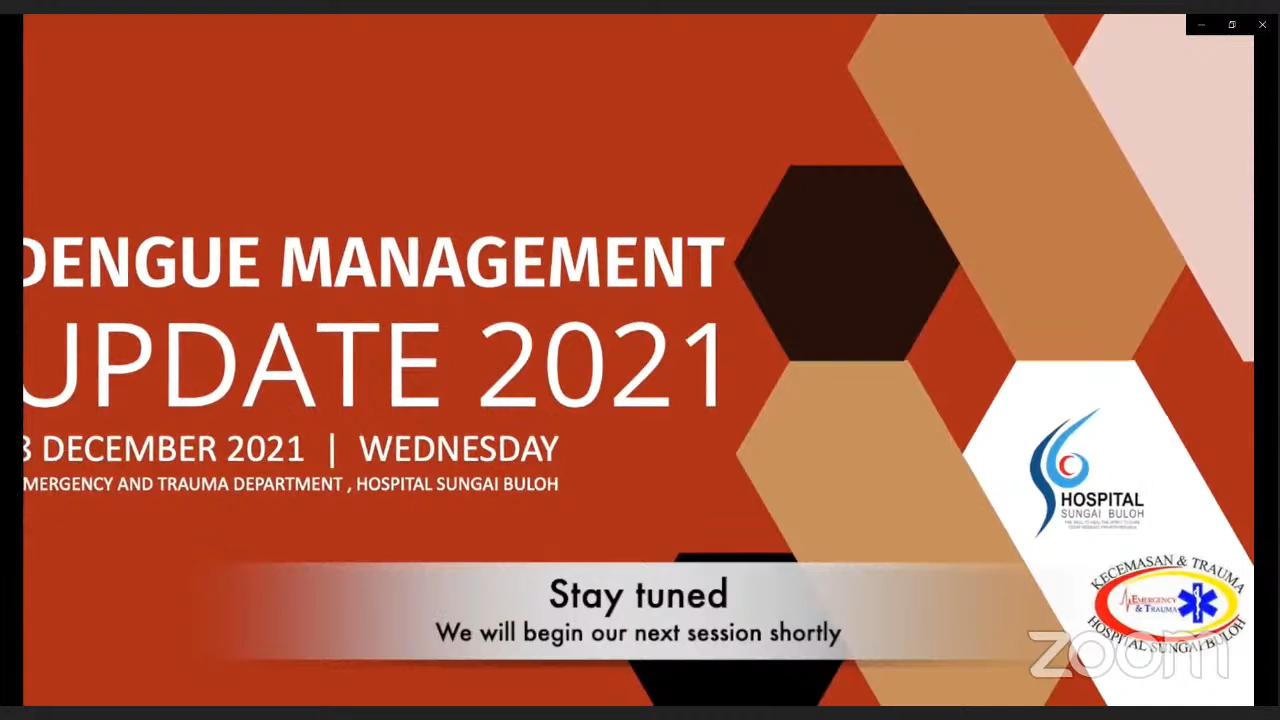 DENGUE MANAGEMENT
UPDATE 2021
DECEMBER 2021 | WEDNESDAY
MERGENCY AND TRAUMA DEPARTMENT , HOSPITAL SUNGAI BULOH
HOSPITAL
SUNGAI BULOH
KECEMASAN & TRAUMA
EMERGENCY
& TRAUMA
HOSPITAL SUNGAI BULOH
Stay tuned
We will begin our next session shortly
zoom